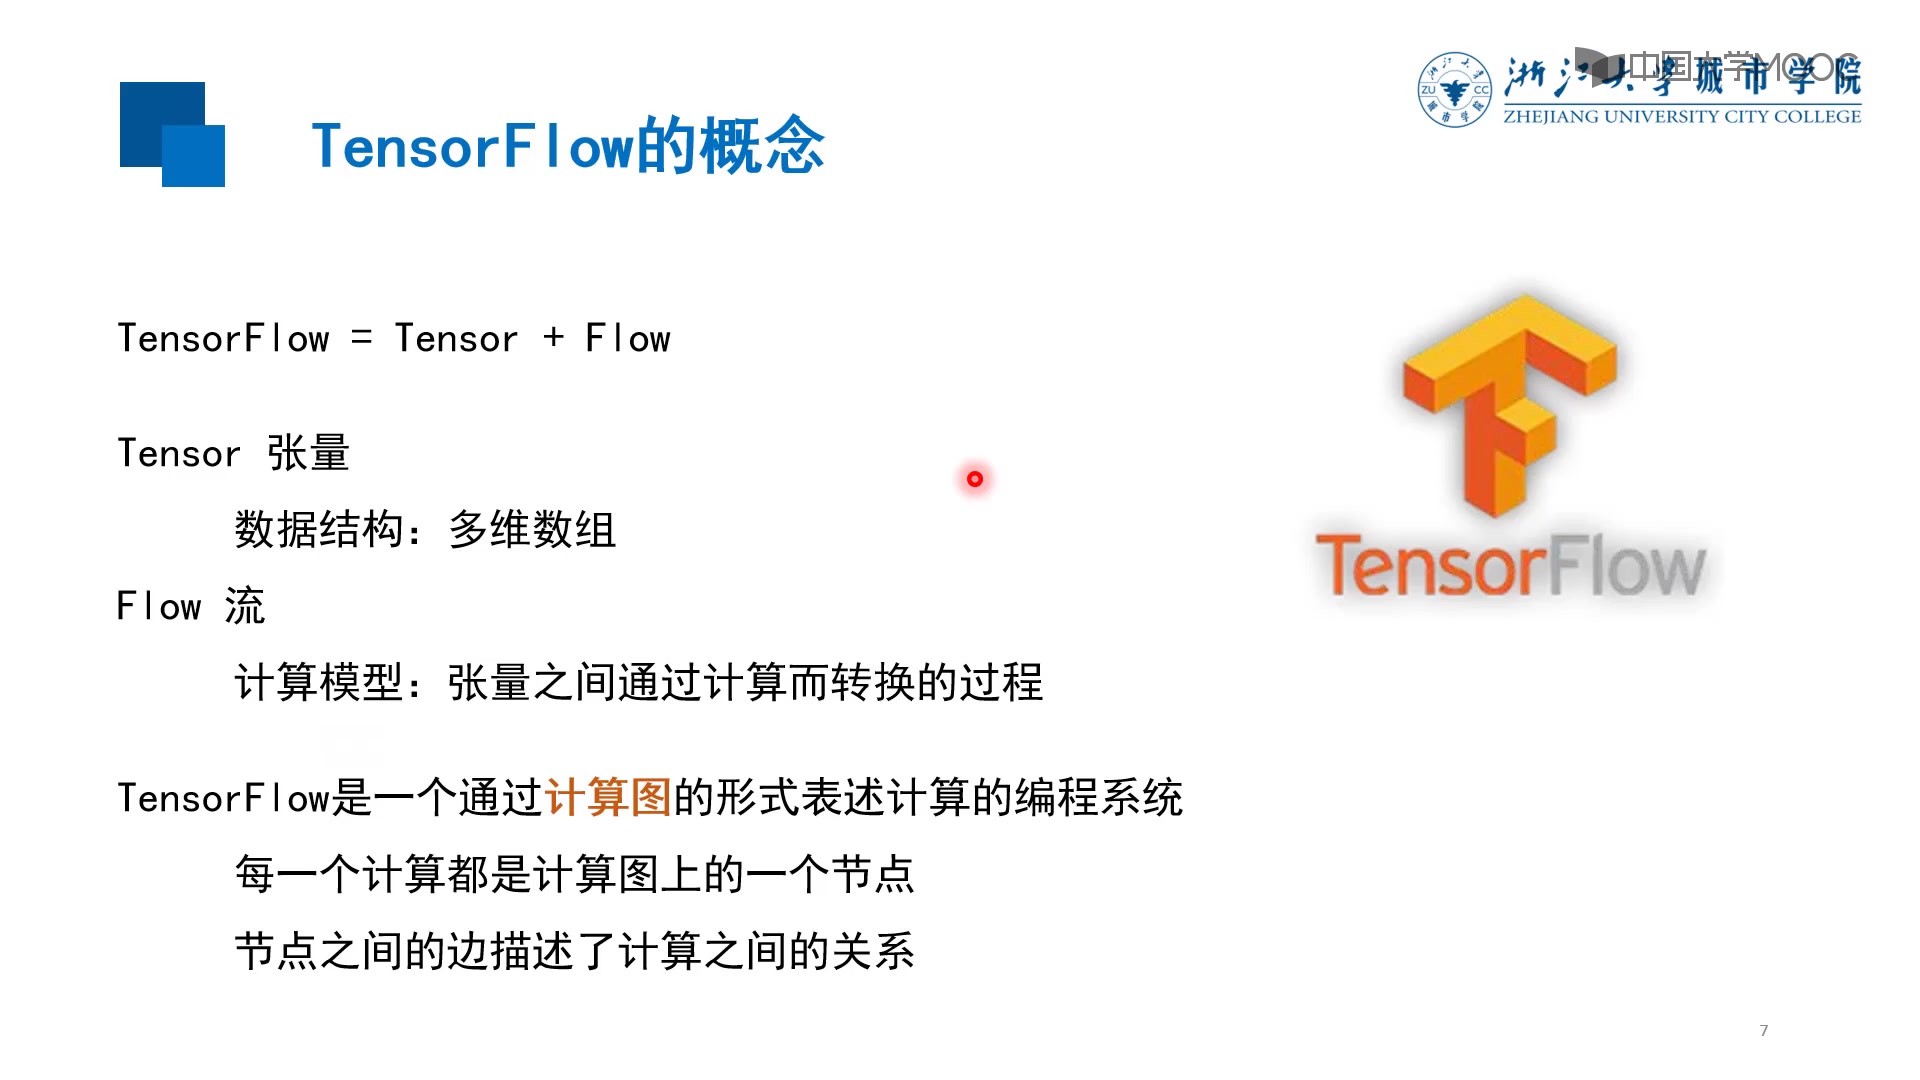 中国大学MOOC
浙江大学城市学院
ZHEJIANG UNIVERSITY CITY COLLEGE
ZU CC
TensorFlow的概念
TensorFlow = Tensor + Flow
Tensor 张量
数据结构：多维数组
Flow 流
计算模型：张量之间通过计算而转换的过程
TensorFlow
TensorFlow是一个通过计算图的形式表述计算的编程系统
每一个计算都是计算图上的一个节点
节点之间的边描述了计算之间的关系
7